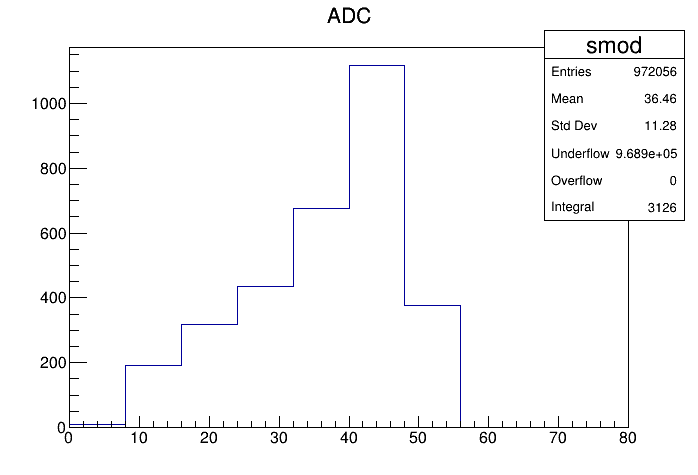 ADC
smod
Entries 972056
Mean 36.46
Std Dev 11.28
Underflow 9.689e+05
Overflow 0
Integral 3126
1000
800
600
400
200
0
0 10 20 30 40 50 60 70 80